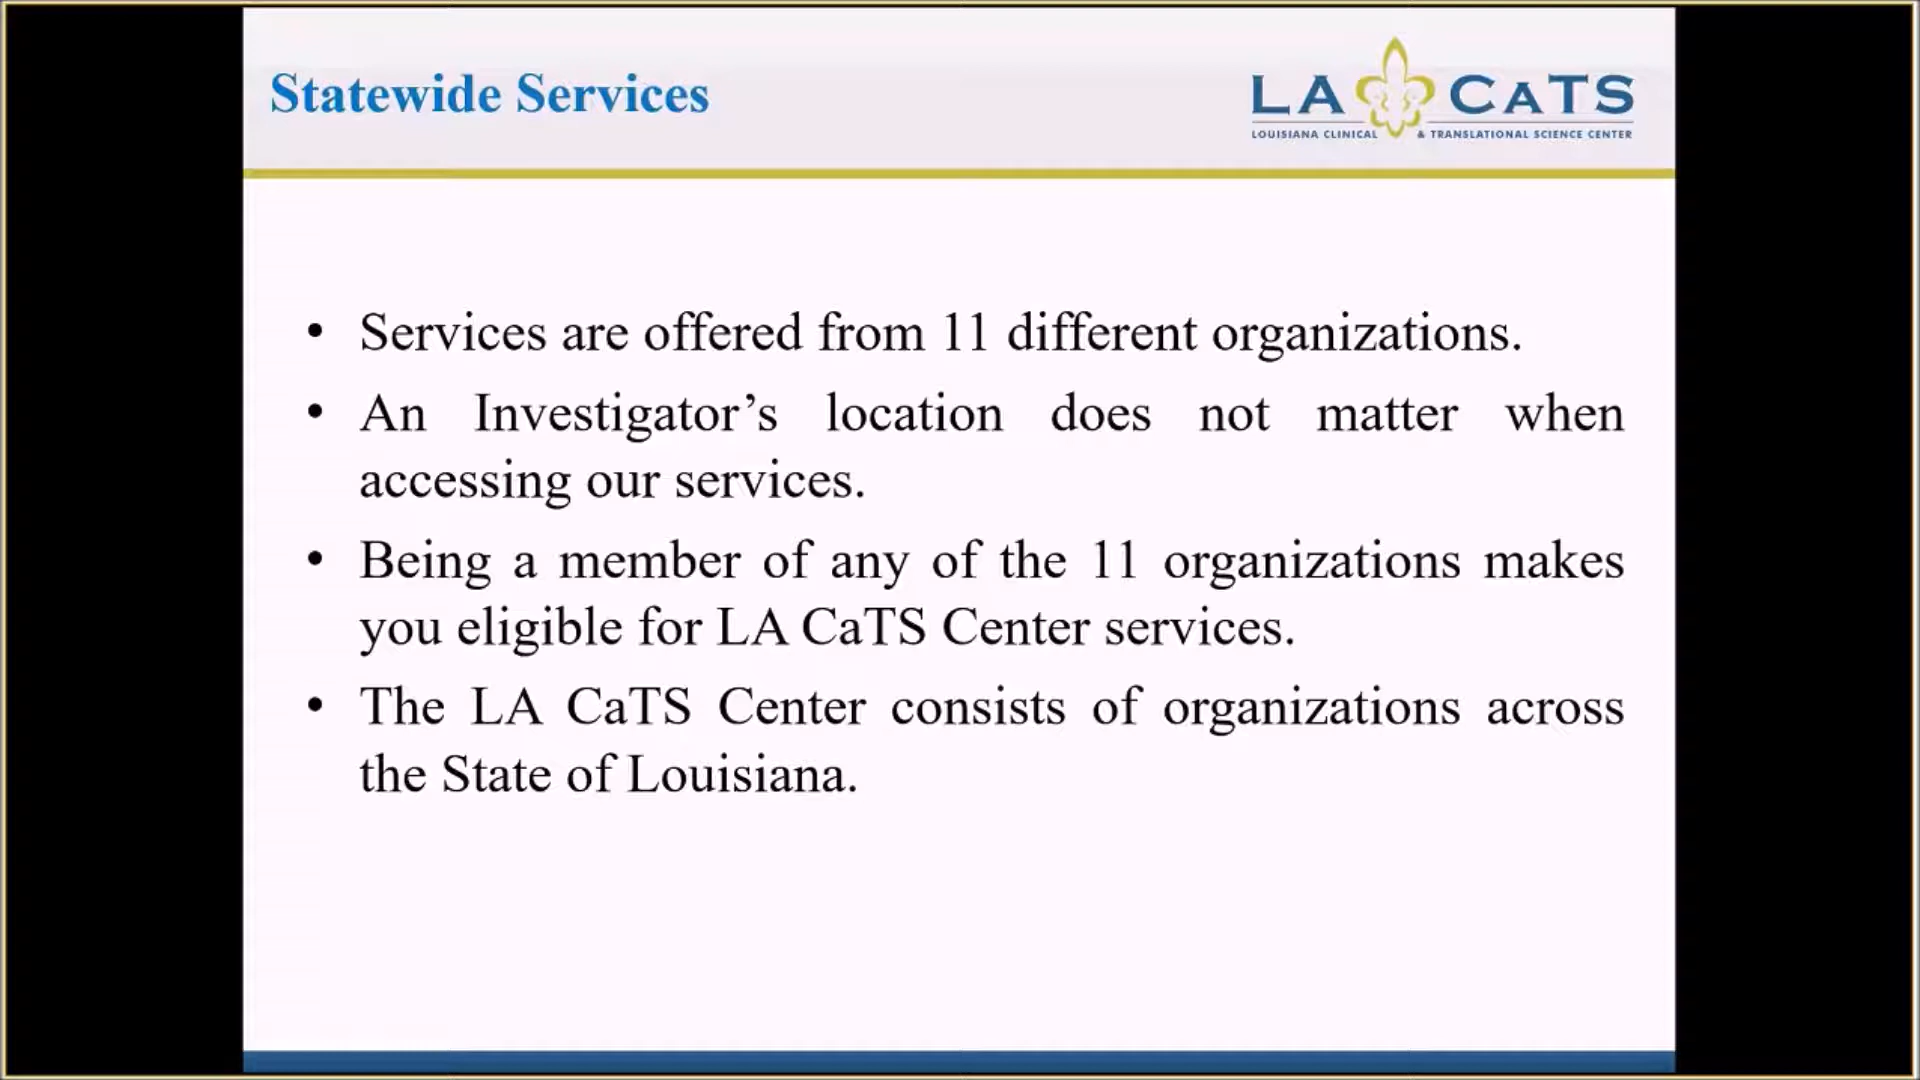 Statewide Services
LA CATS
LOUISIANA CLINICAL & TRANSLATIONAL SCIENCE CENTER
• Services are offered from 11 different organizations.
• An Investigator’s location does not matter when
accessing our services.
• Being a member of any of the 11 organizations makes
you eligible for LA CaTS Center services.
• The LA CaTS Center consists of organizations across
the State of Louisiana.